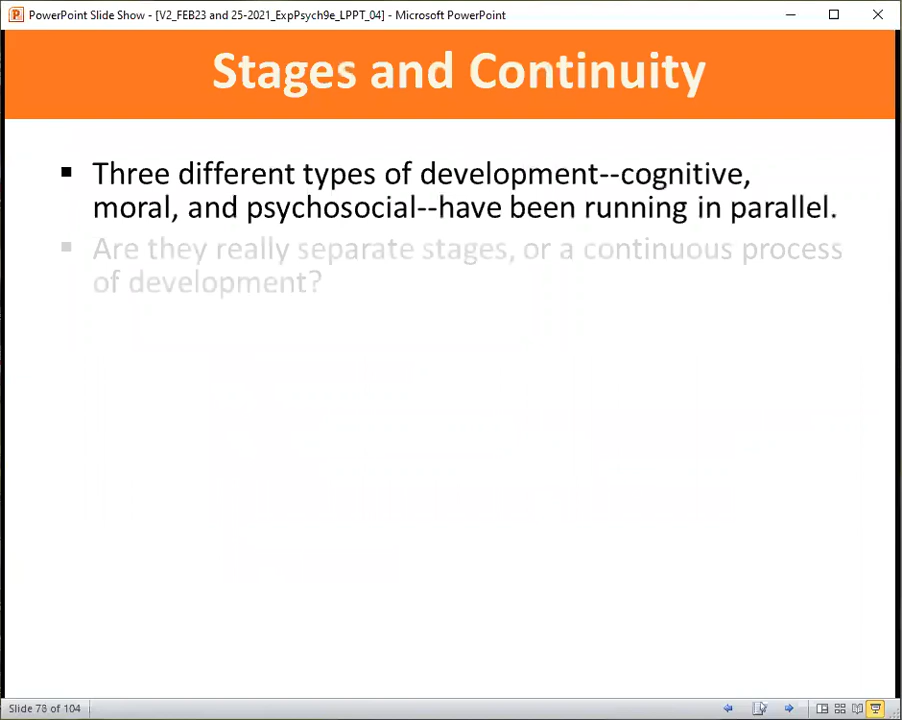 PowerPoint Slide Show - [V2_FEB23 and 25-2021_ExpPsych9e_LPPT_04] - Microsoft PowerPoint
Stages and Continuity
▪ Three different types of development--cognitive,
moral, and psychosocial--have been running in parallel.
▪ Are they really separate stages, or a continuous process
of development?
Slide 73 of 104